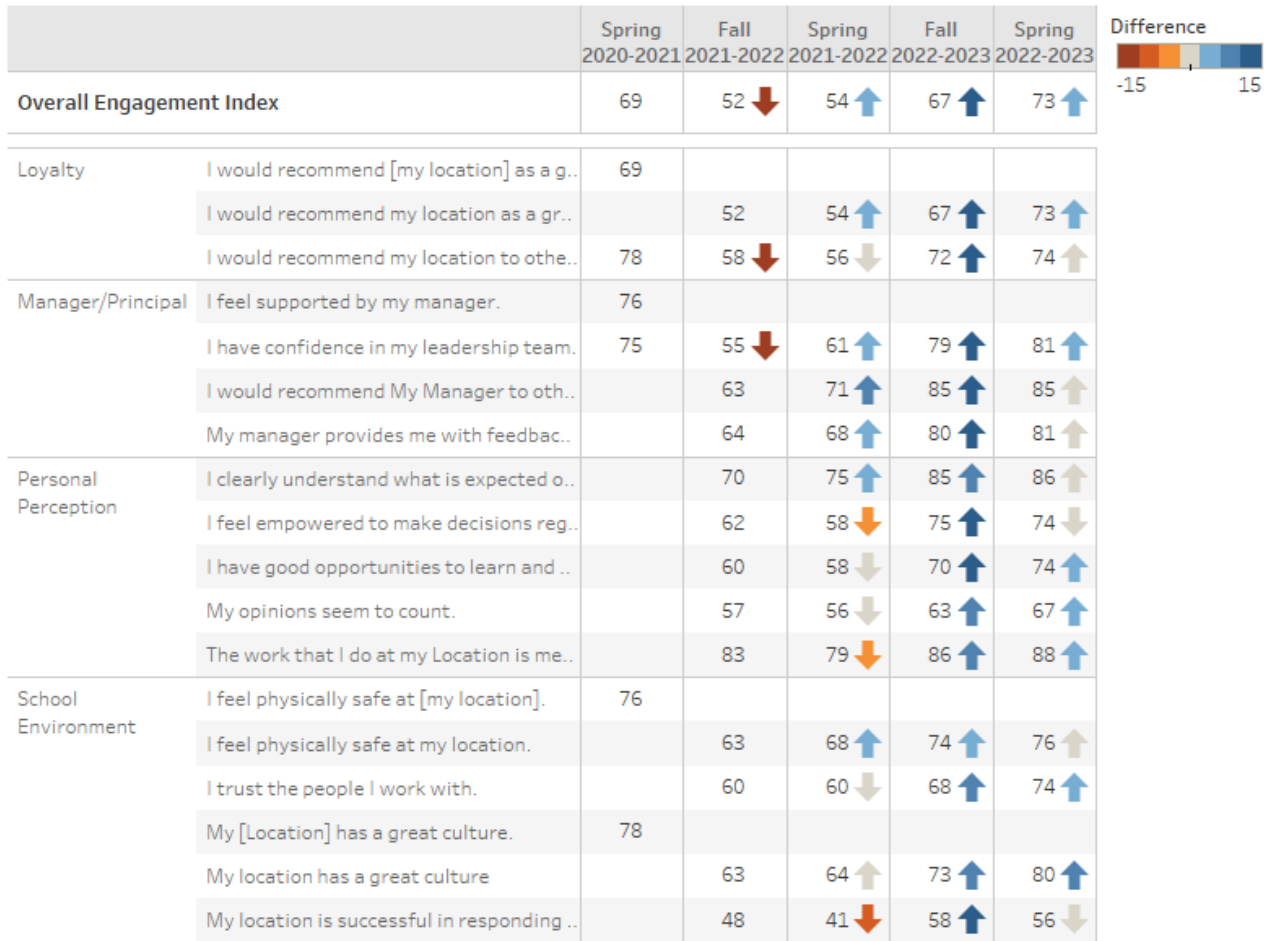 Spring Fall Spring Fall Spring Difference
2020-2021 2021-2022 2021-2022 2022-2023 2022-2023
-15 15
Overall Engagement Index 69 52 54 67 73
Loyalty I would recommend [my location] as a g.. 69
I would recommend my location as a gr.. 52 54 67 73
I would recommend my location to othe.. 78 58 56 72 74
Manager/Principal I feel supported by my manager. 76
I have confidence in my leadership team. 75 55 61 79 81
I would recommend My Manager to oth.. 63 71 85 85
My manager provides me with feedbac.. 64 68 80 81
Personal I clearly understand what is expected o.. 70 75 85 86
Perception
I feel empowered to make decisions reg.. 62 58 75 74
I have good opportunities to learn and .. 60 58 70 74
My opinions seem to count. 57 56 63 67
The work that I do at my Location is me.. 83 79 86 88
School I feel physically safe at [my location]. 76
Environment
I feel physically safe at my location. 63 68 74 76
I trust the people I work with. 60 60 68 74
My [Location] has a great culture. 78
My location has a great culture 63 64 73 80
My location is successful in responding .. 48 41 58 56